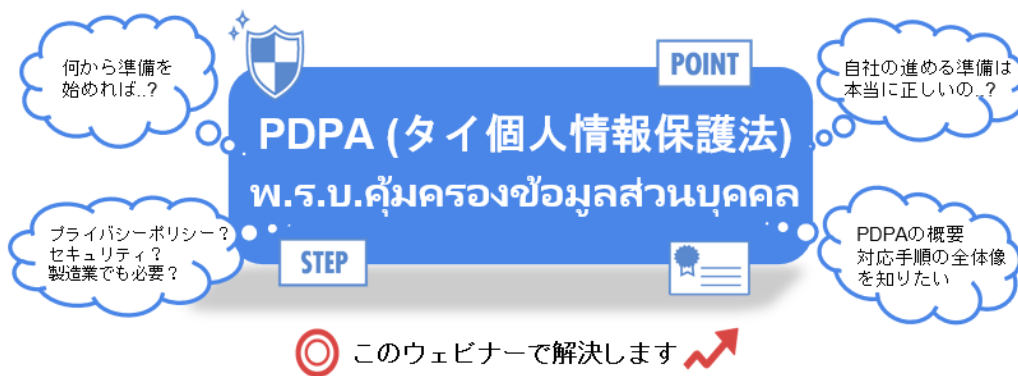 何から準備を
始めれば..?
POINT
自社の進める準備は
本当に正しいの..?
PDPA (タイ個人情報保護法)
พ.ร.บ.คุ้มครองข้อมูลส่วนบุคคล
プライバシーポリシー？
セキュリティ？
製造業でも必要？
STEP
PDPAの概要
対応手順の全体像
を知りたい
このウェビナーで解決します